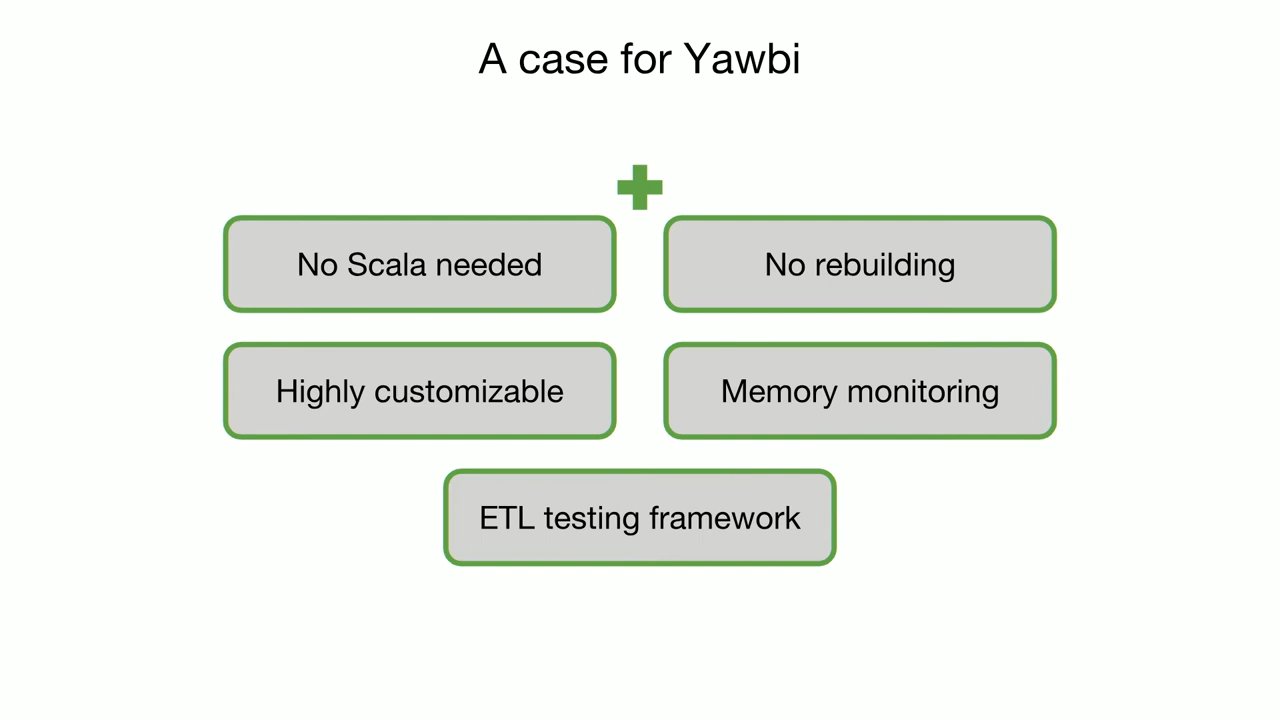 A case for Yawbi
No Scala needed
No rebuilding
Highly customizable
Memory monitoring
ETL testing framework